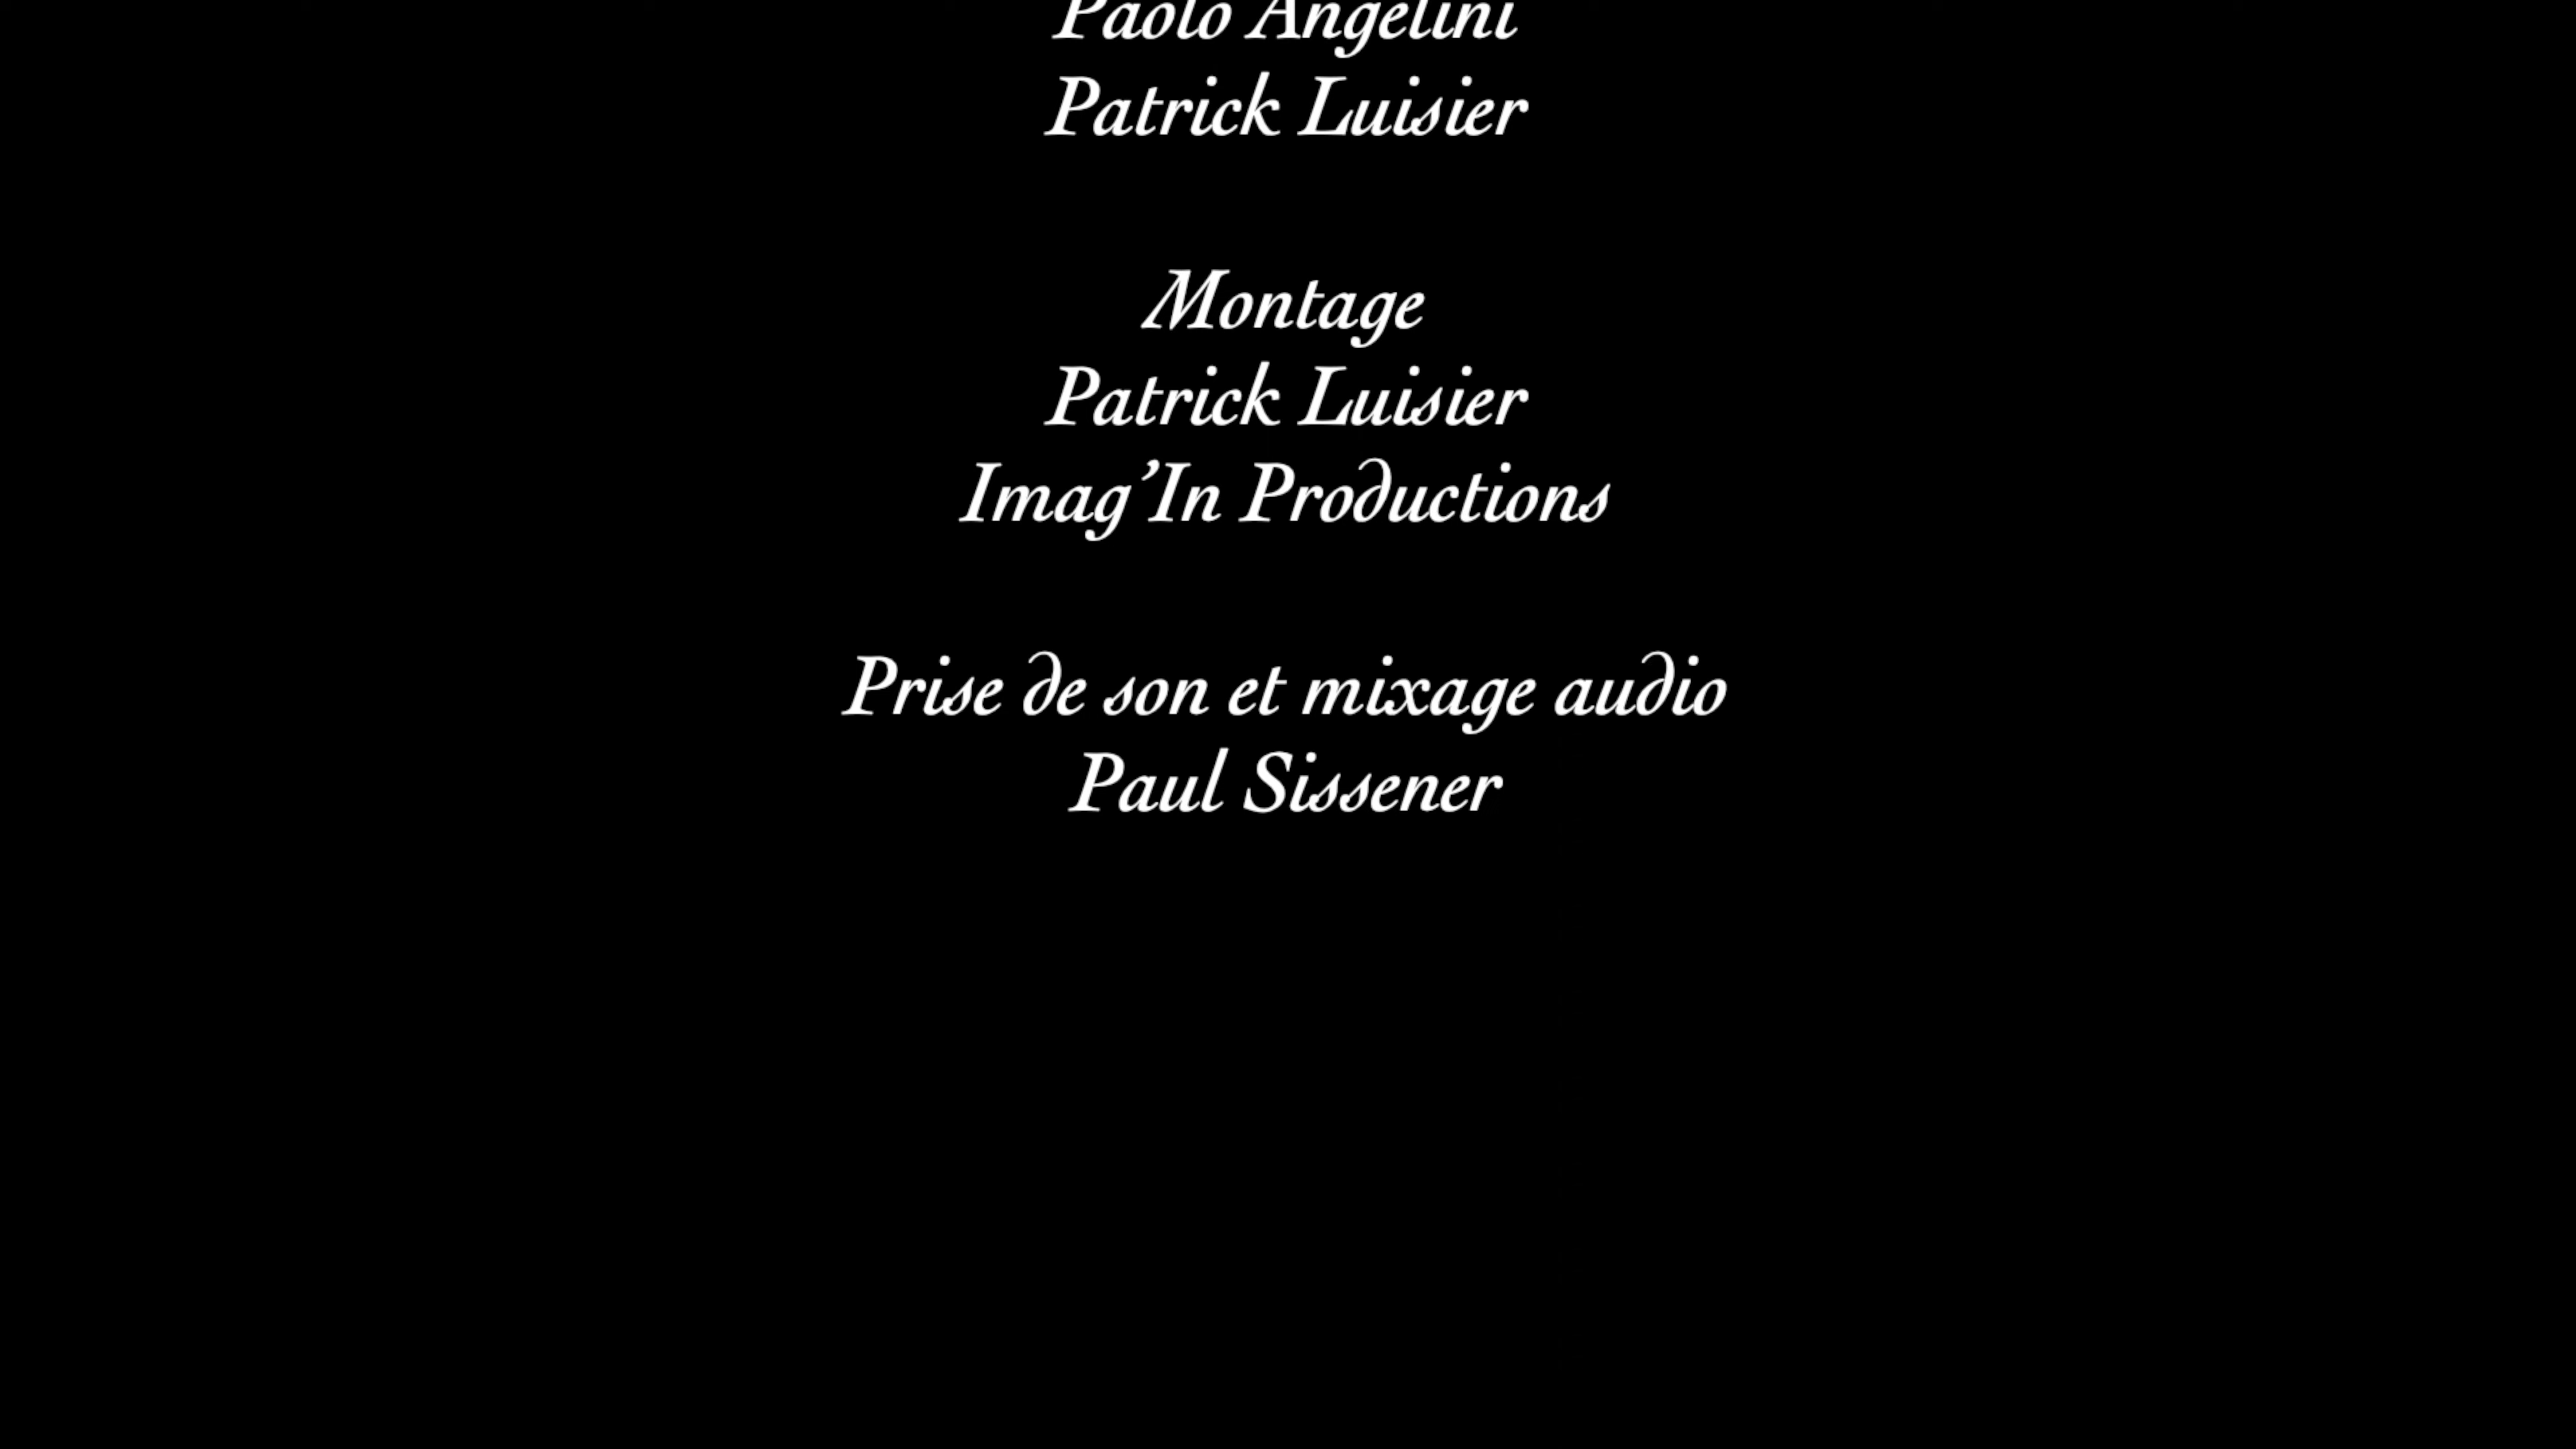 Paolo Angelini
Patrick Luisier
Montage
Patrick Luisier
Imag’In Productions
Prise de son et mixage audio
Paul Sissener